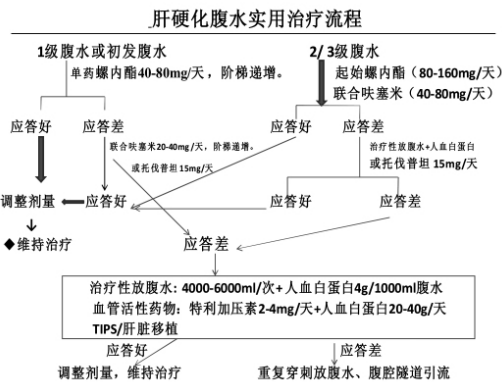 肝硬化腹水实用治疗流程
1级腹水或初发腹水
2/ 3级腹水
单药螺内酯40-80mg/天，阶梯递增。
起始螺内酯（80-160mg/天）
联合呋塞米（40-80mg/天）
应答好
应答差
应答好
应答差
联合呋塞米20-40mg/天，阶梯递增。
或托伐普坦 15mg/天
治疗性放腹水+人血白蛋白
或托伐普坦 15mg/天
调整剂量
应答好
应答好
应答差
◆维持治疗
应答差
治疗性放腹水: 4000-6000ml/次+ 人血白蛋白4g/1000ml腹水
血管活性药物：特利加压素2-4mg/天+人血白蛋白20-40g/天
TIPS/肝脏移植
应答好
应答差
调整剂量，维持治疗
重复穿刺放腹水、腹腔隧道引流